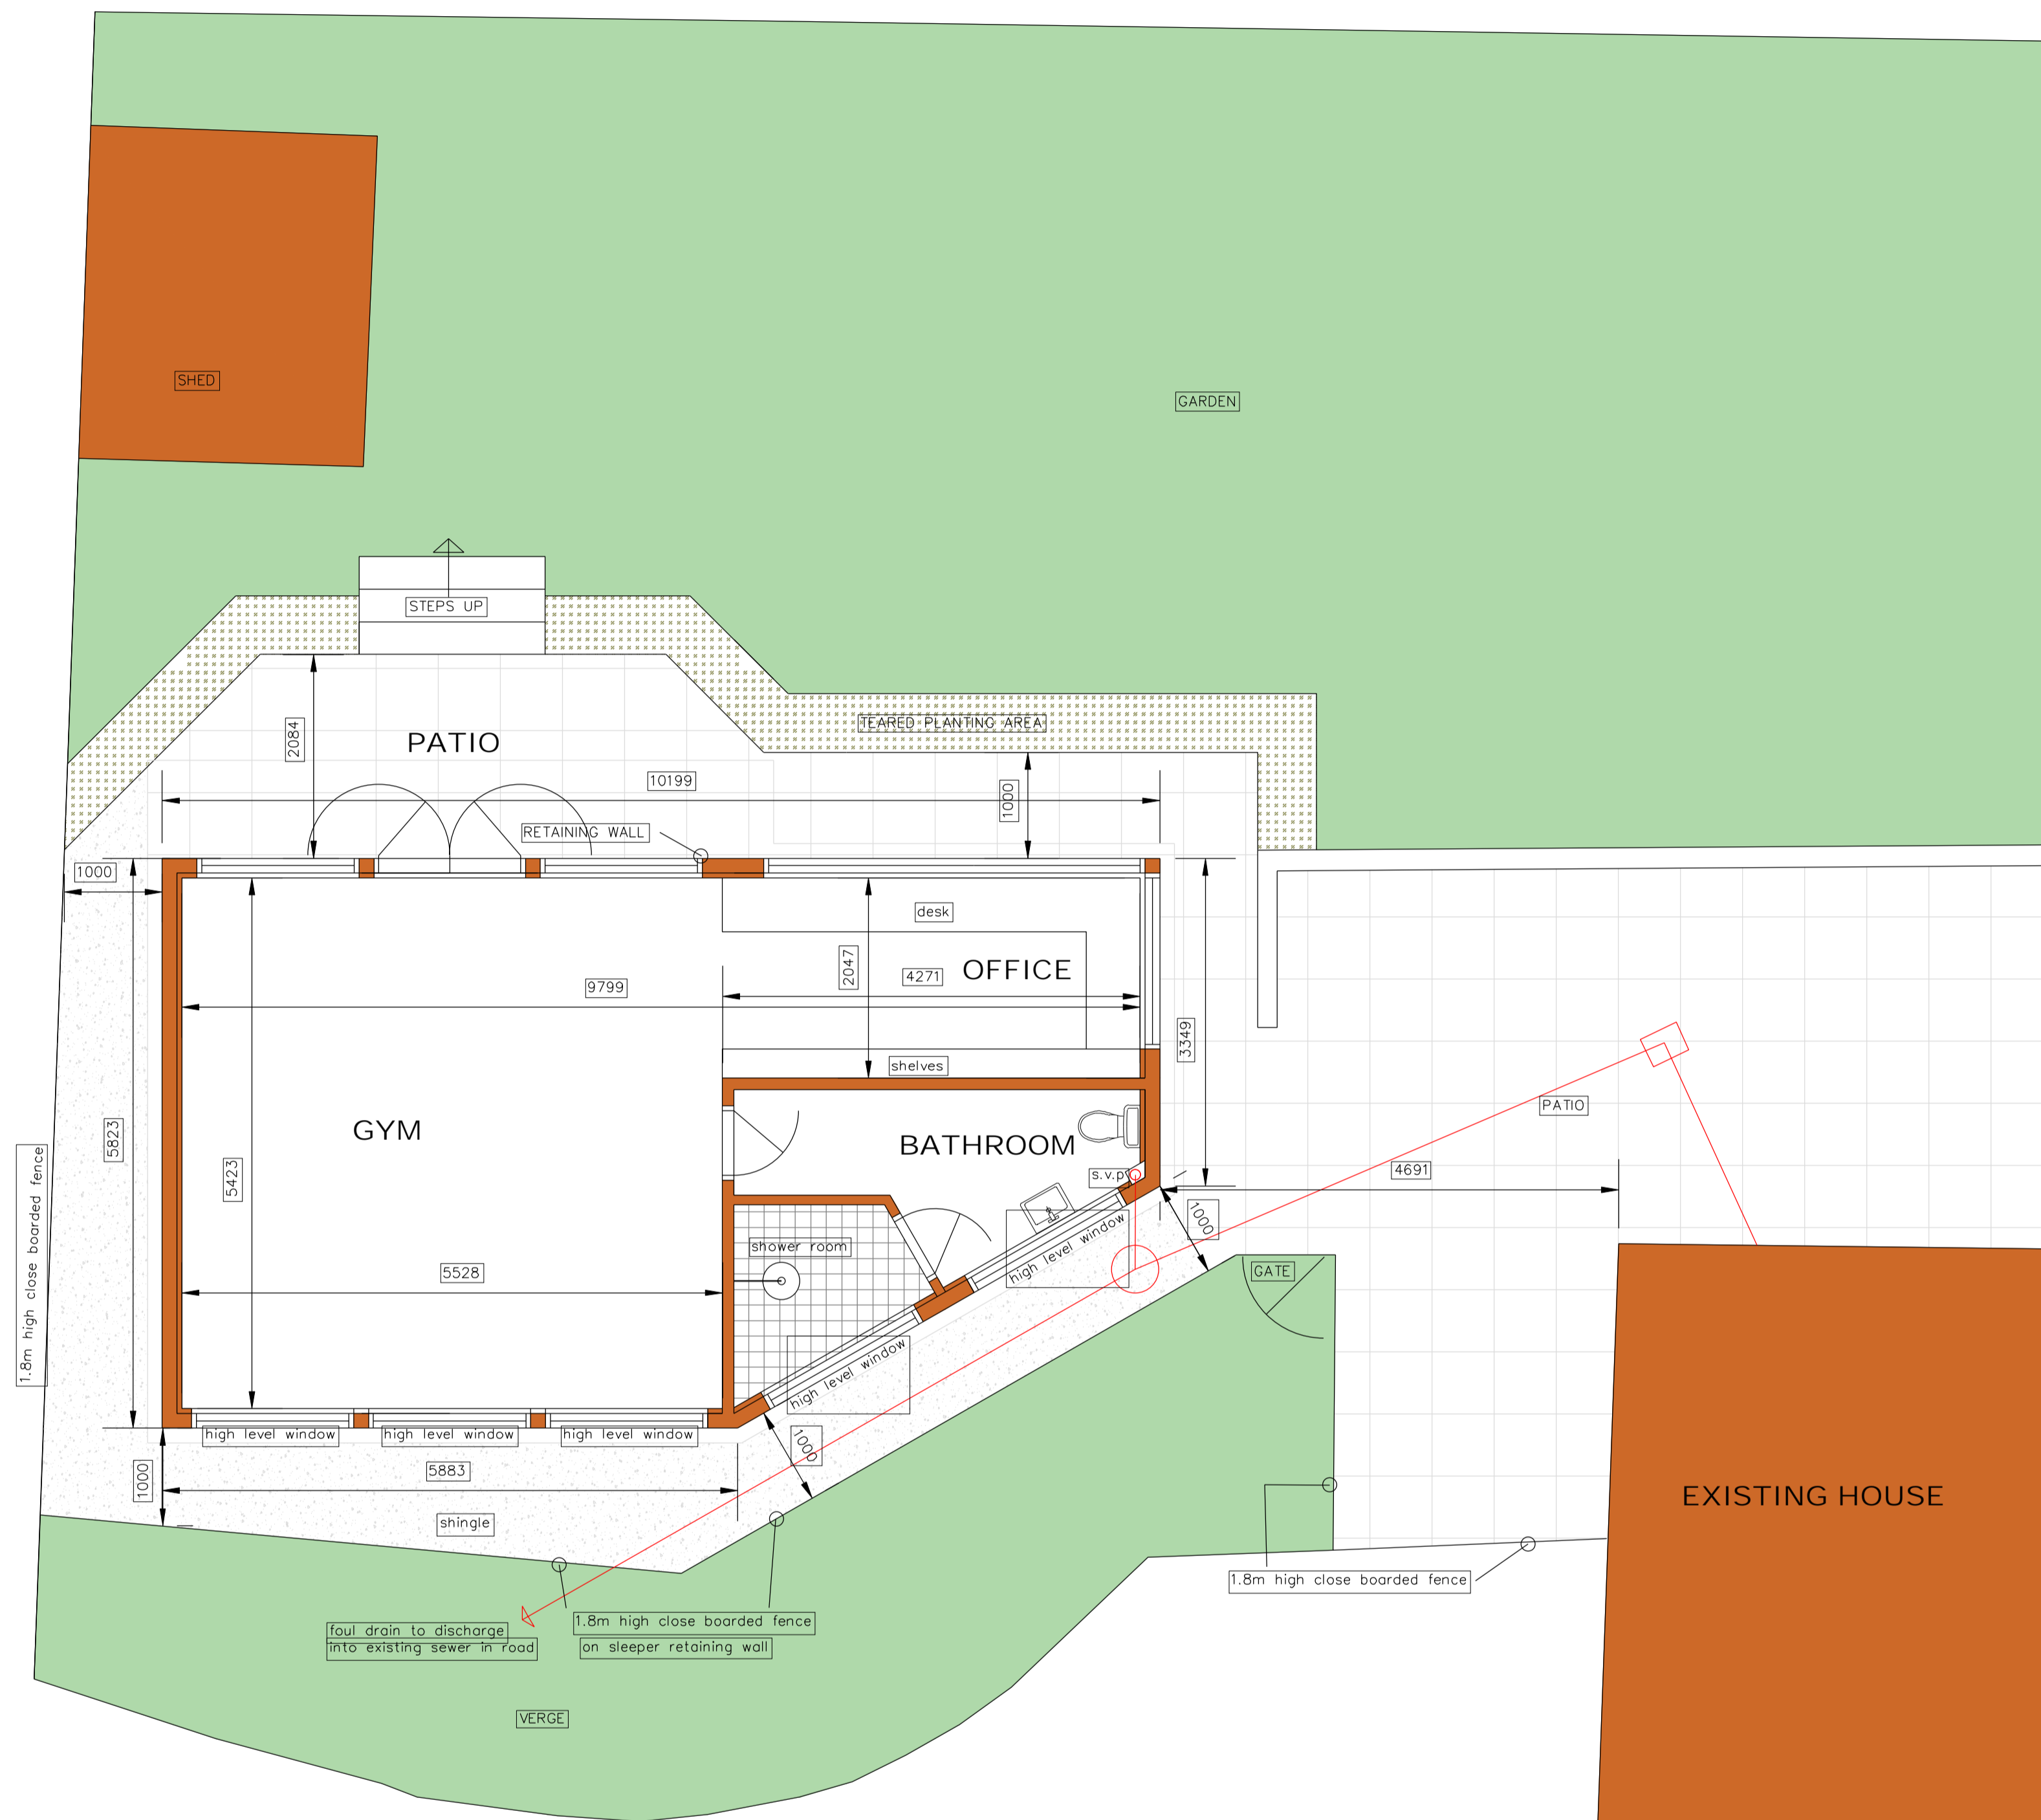 SHED
GARDEN
STEPS UP
TEARED PLANTING AREA
2084
PATIO
10199
1000
RETAINING WALL
1000
desk
OFFICE
2047
4271
9799
3349
shelves
PATIO
GYM
BATHROOM
5823
5423
s.v.p
4691
1000
1.8m high close boarded fence
shower room
high level window
GATE
5528
high level window
high level window
high level window
high level window
1000
1000
5883
EXISTING HOUSE
shingle
1.8m high close boarded fence
1.8m high close boarded fence
on sleeper retaining wall
foul drain to discharge
into existing sewer in road
VERGE